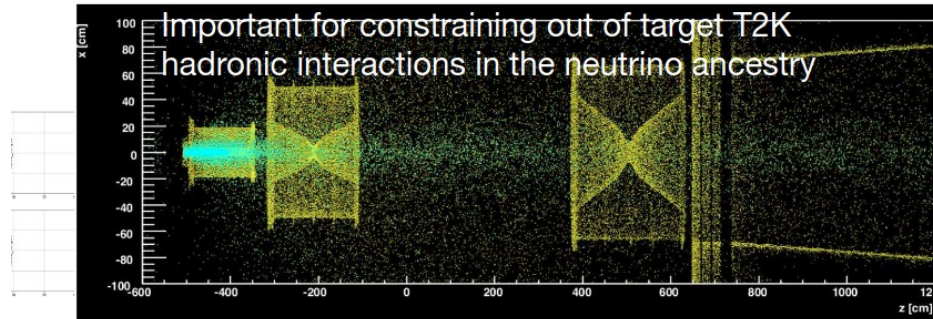 Important for constraining out of target T2K
hadronic interactions in the neutrino ancestry
x [cm]
100
80
60
40
20
0
-20
-40
-60
-80
-100
-600 -400 -200 0 200 400 600 800 1000
z [cm]